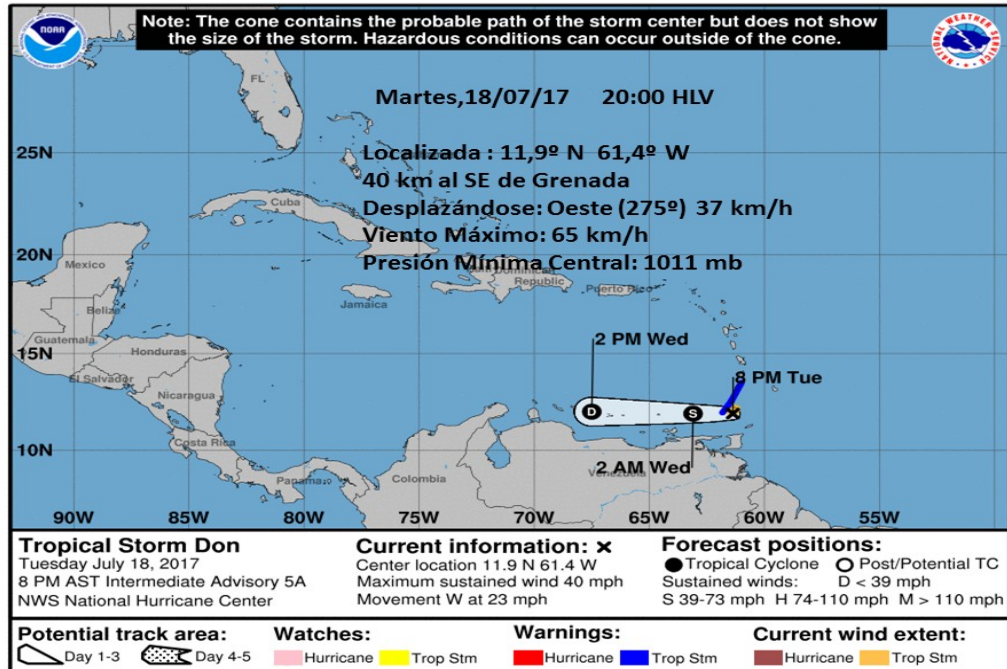 Note: The cone contains the probable path of the storm center but does not show
the size of the storm. Hazardous conditions can occur outside of the cone.
NOAA
NATIONAL WEATHER SERVICE
FL
Martes,18/07/17 20:00 HLV
25N
Localizada : 11,9º N 61,4º W
40 km al SE de Grenada
Cuba
Desplazándose: Oeste (275º) 37 km/h
Viento Máximo: 65 km/h
20N
Mexico
Presión Mínima Central: 1011 mb
Dominican
Republic
Puerto Rico
Jamaica
Belize
2 PM Wed
Guatemala
15N
Honduras
El Salvador
8 PM Tue
Nicaragua
D
S
Costa Rica
10N
2 AM Wed
Venezuela
Panama
Colombia
90W 85W 80W 75W 70W 65W 60W 55W
Tropical Storm Don
Tuesday July 18, 2017
8 PM AST Intermediate Advisory 5A
NWS National Hurricane Center
Current information: x
Center location 11.9 N 61.4 W
Maximum sustained wind 40 mph
Movement W at 23 mph
Forecast positions:
Tropical Cyclone Post/Potential TC
Sustained winds: D < 39 mph
S 39-73 mph H 74-110 mph M > 110 mph
Potential track area:
Day 1-3 Day 4-5
Watches:
Hurricane Trop Stm
Warnings:
Hurricane Trop Stm
Current wind extent:
Hurricane Trop Stm